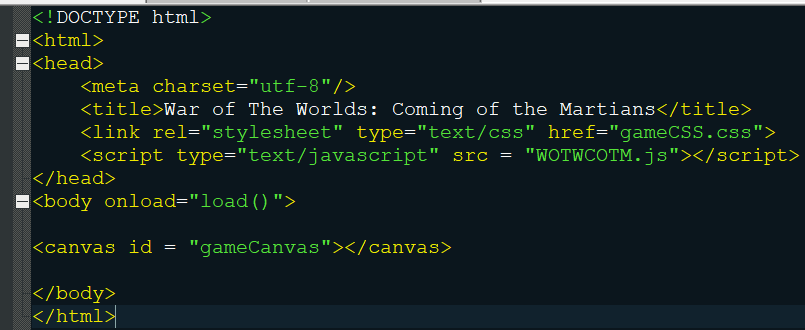 <!DOCTYPE html>
<html>
<head>
<meta charset="utf-8"/>
<title>War of The Worlds: Coming of the Martians</title>
<link rel="stylesheet" type="text/css" href="gameCSS.css">
<script type="text/javascript" src = "WOTWCOTM.js"></script>
</head>
<body onload="load()">
<canvas id = "gameCanvas"></canvas>
</body>
</html>